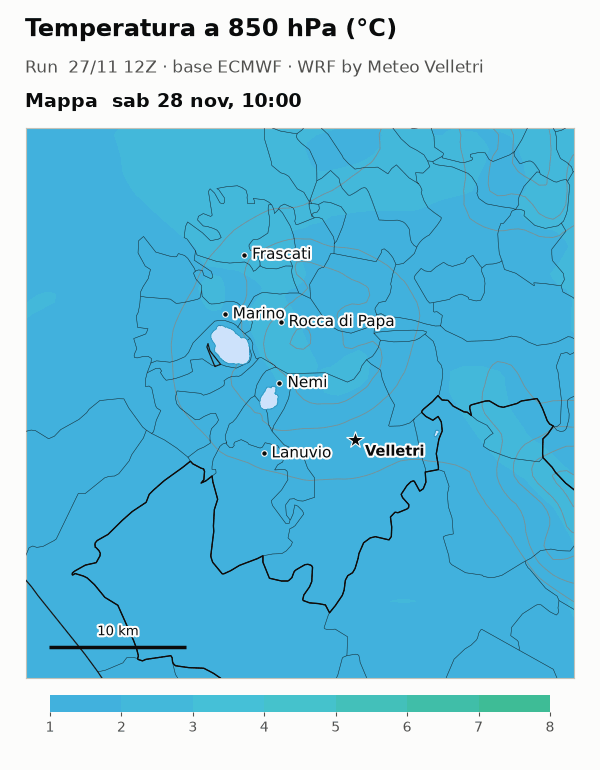 Temperatura a 850 hPa (°C)
Run  27/11 12Z · base ECMWF · WRF by Meteo Velletri
Mappa  sab 28 nov, 10:00
Frascati
Marino
Rocca di Papa
Nemi
Velletri
Lanuvio
10 km
1 2 3 4 5 6 7 8